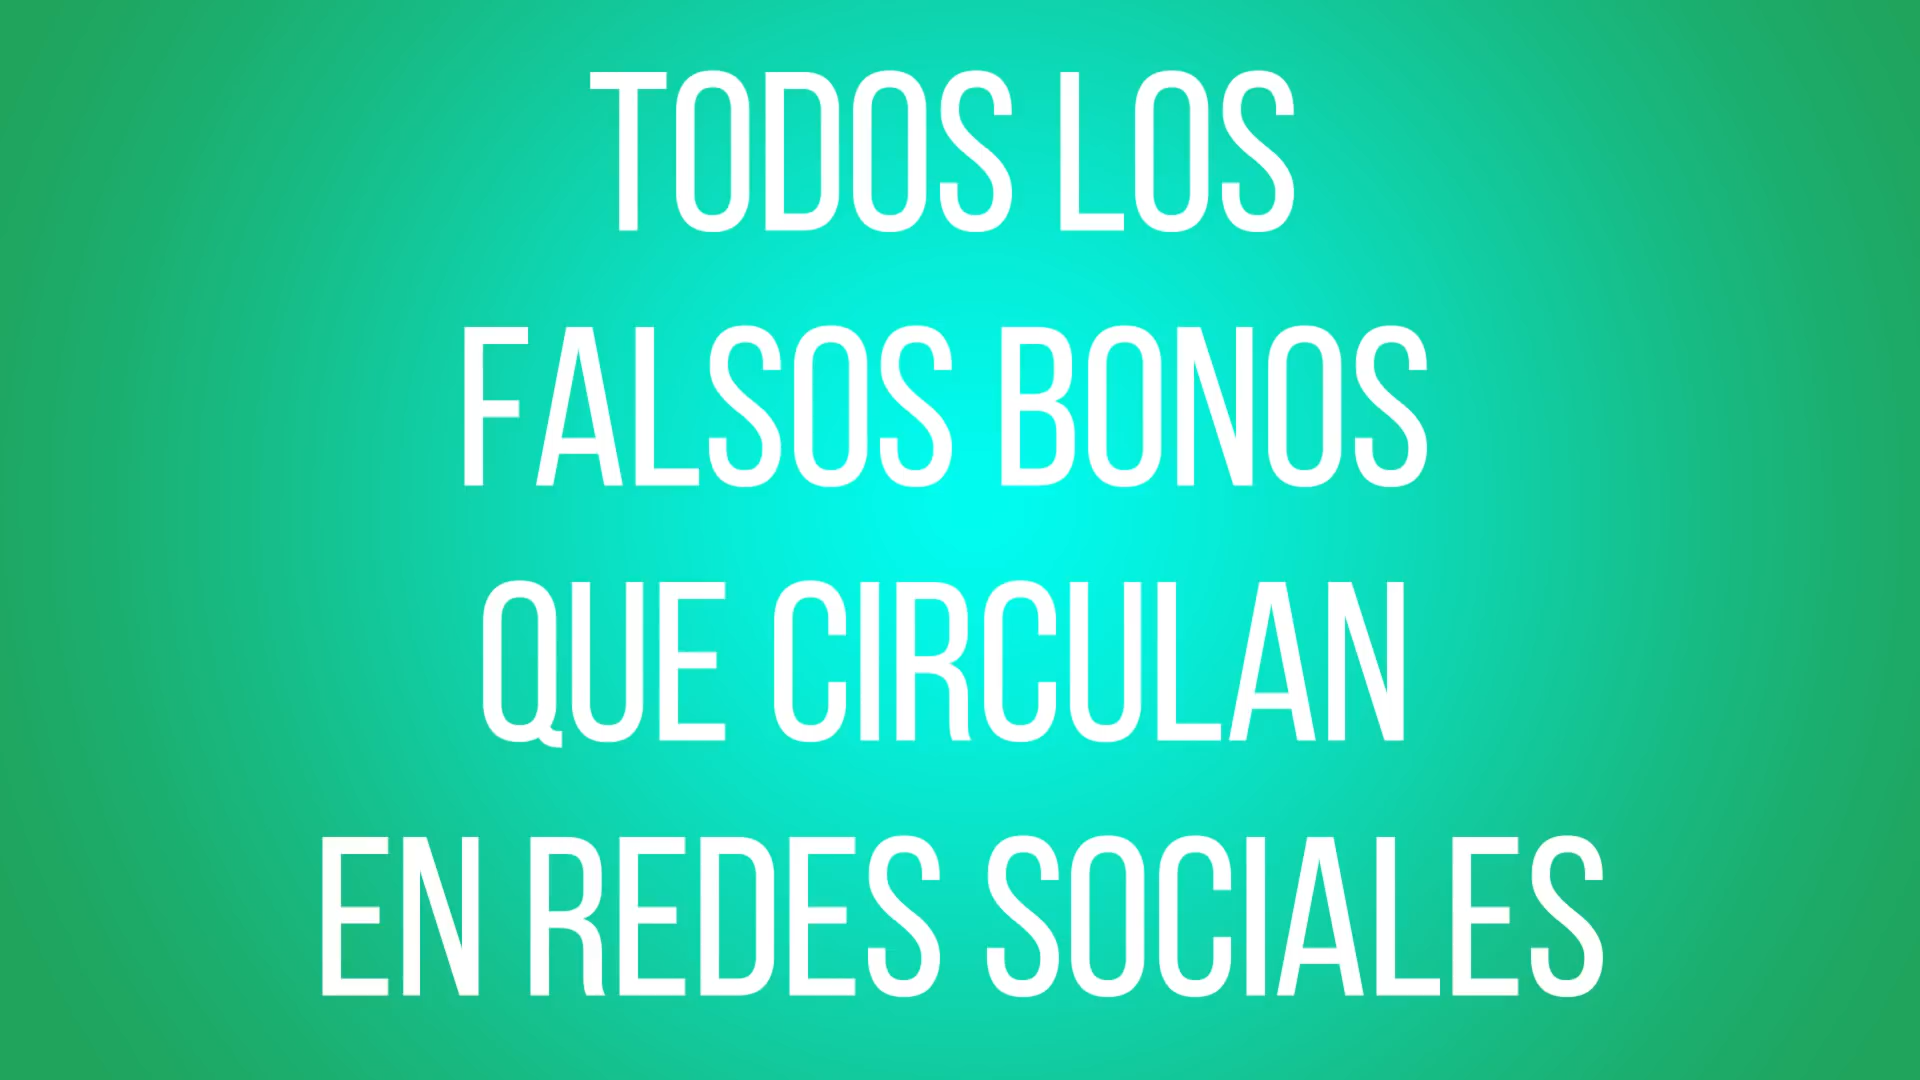 TODOS LOS
FALSOS BONOS
QUE CIRCULAN
EN REDES SOCIALES